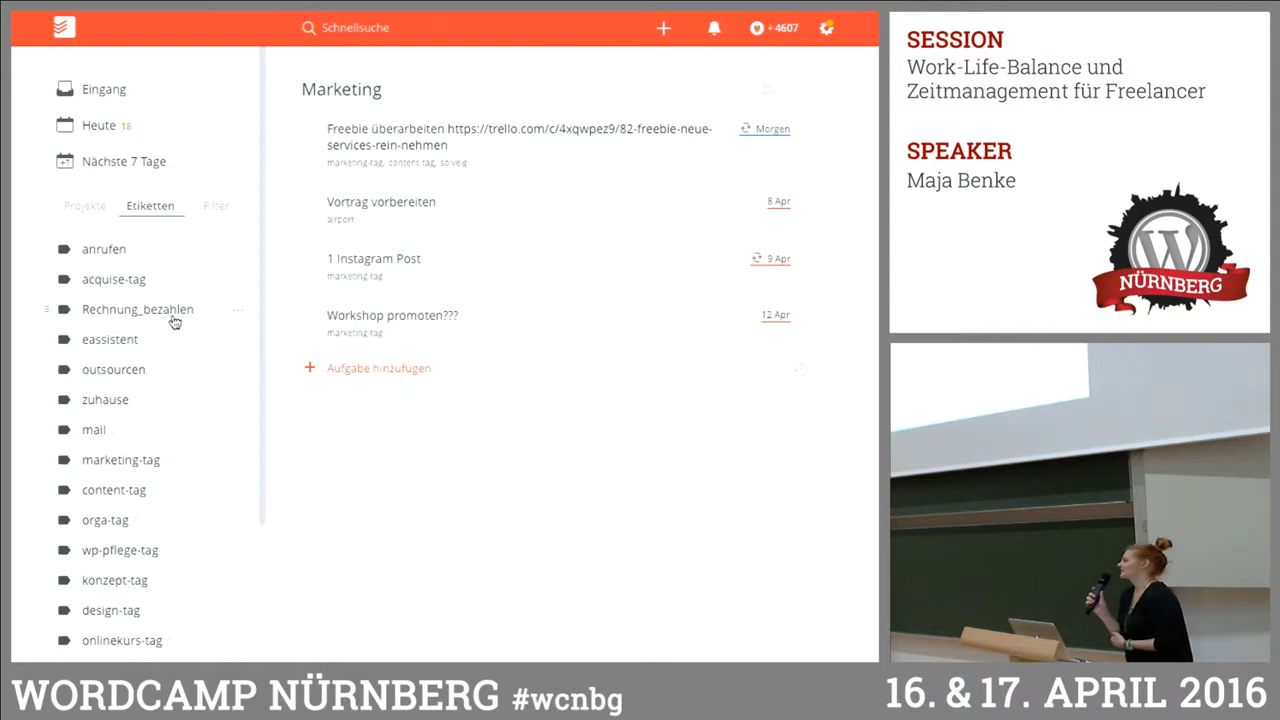 Schnellsuche
4607
Eingang
Heute 18
+7
Nächste 7 Tage
Projekte Etiketten Filter
anrufen
acquise-tag
Rechnung_bezahlen
eassistent
outsourcen
zuhause
mail
marketing-tag
content-tag
orga-tag
wp-pflege-tag
konzept-tag
design-tag
onlinekurs-tag
Marketing
Freebie überarbeiten https://trello.com/c/4xqwpez9/82-freebie-neue-
services-rein-nehmen
Morgen
marketing-tag, content-tag, solveig
Vortrag vorbereiten
8 Apr
airport
1 Instagram Post
9 Apr
marketing-tag
Workshop promoten???
12 Apr
marketing-tag
+ Aufgabe hinzufügen
SESSION
Work-Life-Balance und
Zeitmanagement für Freelancer
SPEAKER
Maja Benke
W
NÜRNBERG
WORDCAMP NÜRNBERG #wcnbg
16. & 17. APRIL 2016